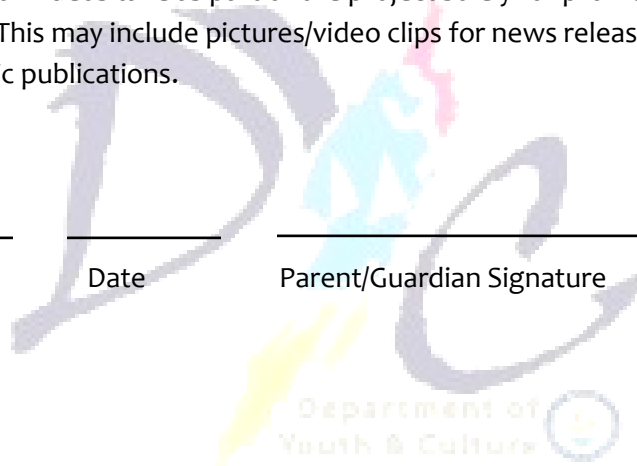 This may include pictures/video clips for news releas
ic publications.
Date Parent/Guardian Signature
Department of
Youth & Culture